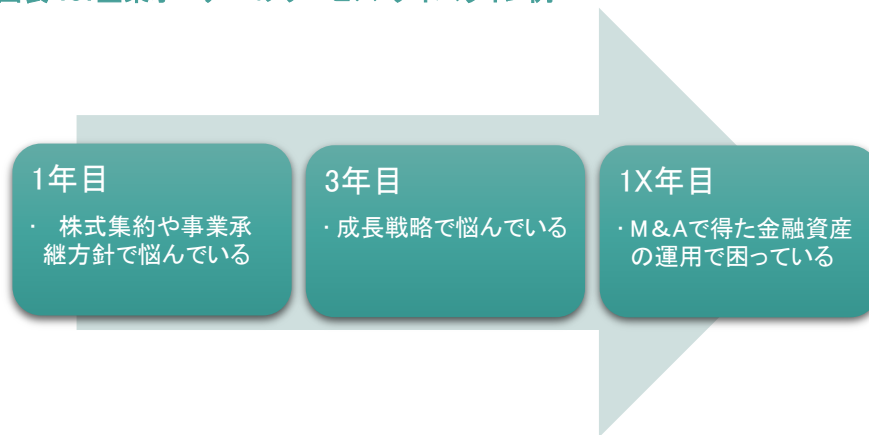 1年目
· 株式集約や事業承
継方針で悩んでいる
3年目
· 成長戦略で悩んでいる
1X年目
· M&Aで得た金融資産
の運用で困っている